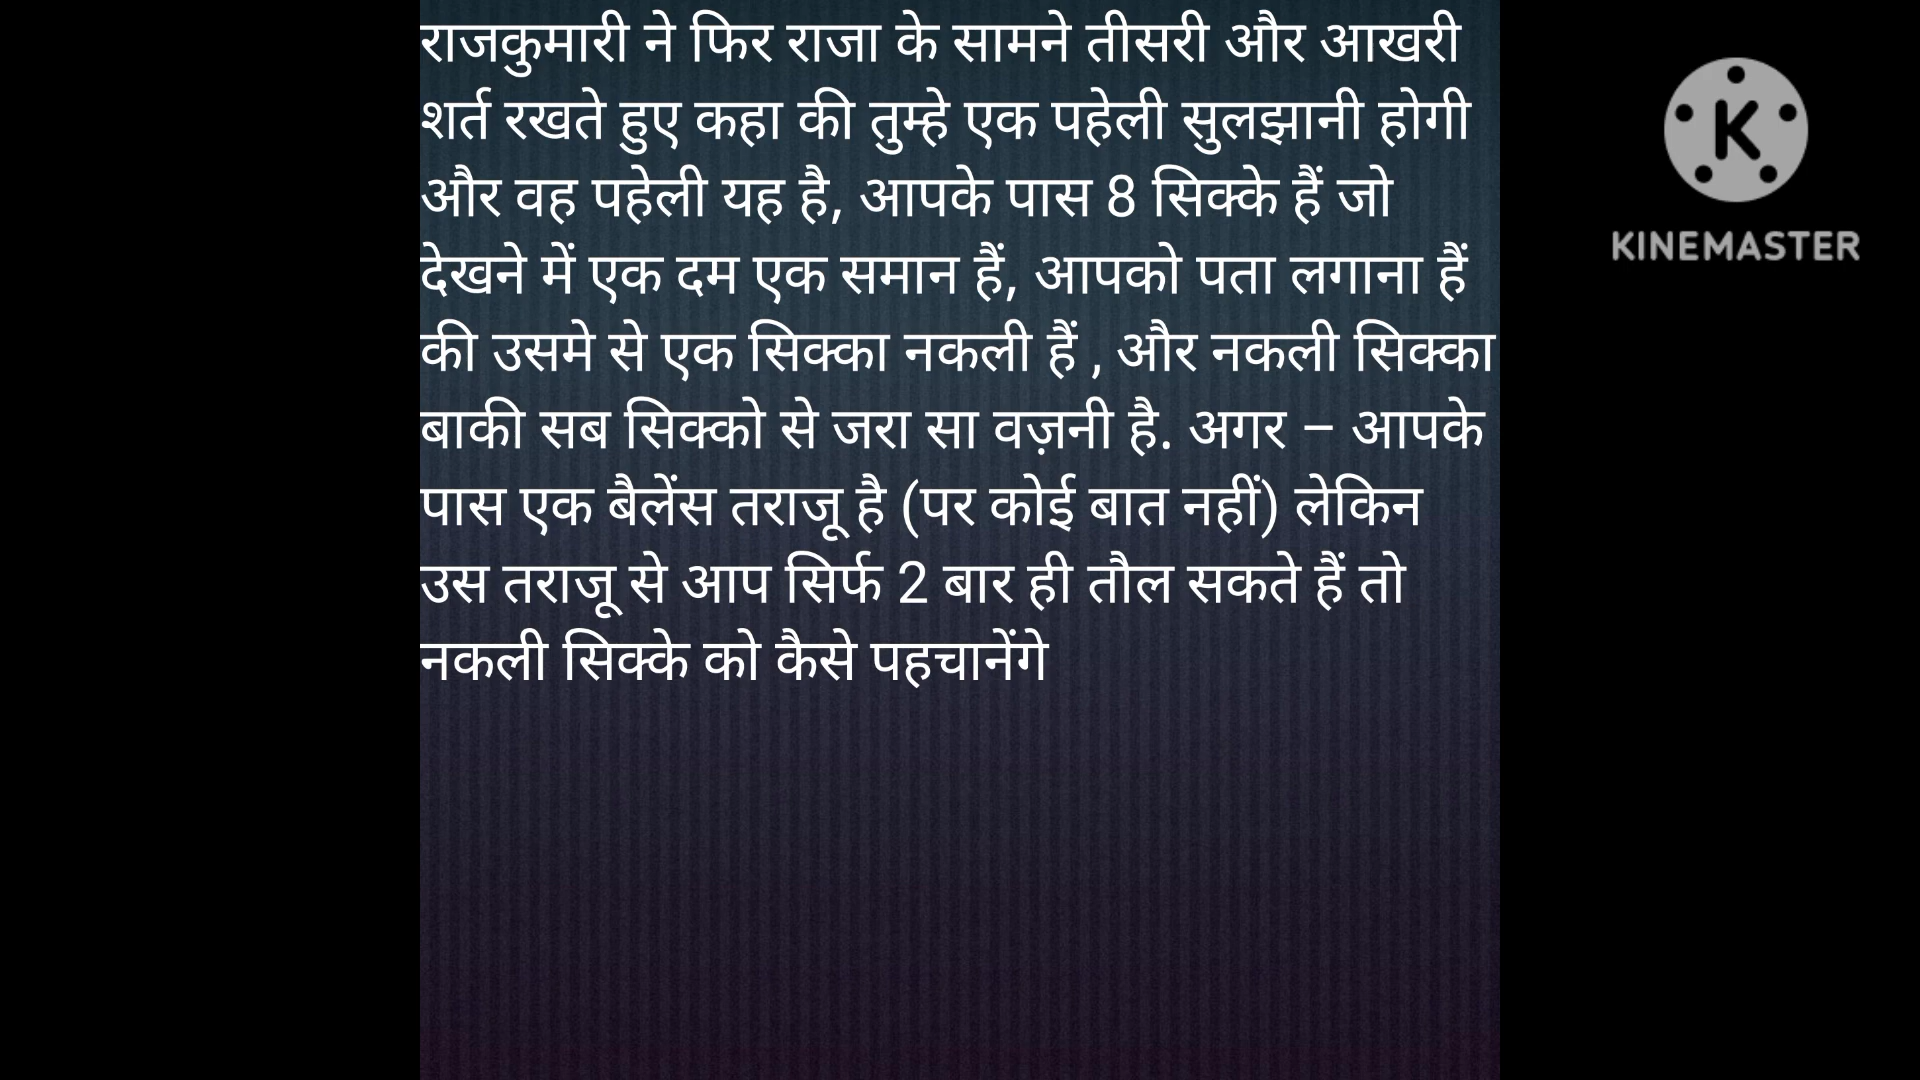 राजकुमारी ने फिर राजा के सामने तीसरी और आखरी
शर्त रखते हुए कहा की तुम्हे एक पहेली सुलझानी होगी
और वह पहेली यह है, आपके पास 8 सिक्के हैं जो
देखने में एक दम एक समान हैं, आपको पता लगाना हैं
की उसमे से एक सिक्का नकली हैं , और नकली सिक्का
बाकी सब सिक्को से जरा सा वज़नी है. अगर – आपके
पास एक बैलेंस तराजू है (पर कोई बात नहीं) लेकिन
उस तराजू से आप सिर्फ 2 बार ही तौल सकते हैं तो
नकली सिक्के को कैसे पहचानेंगे
K
KINEMASTER